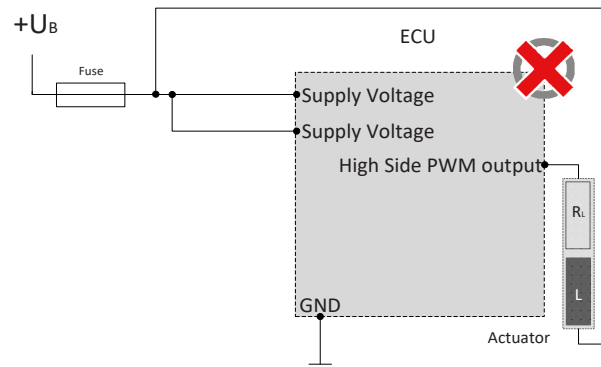 +UB
ECU
Fuse
Supply Voltage
Supply Voltage
High Side PWM output
RL
L
GND
Actuator